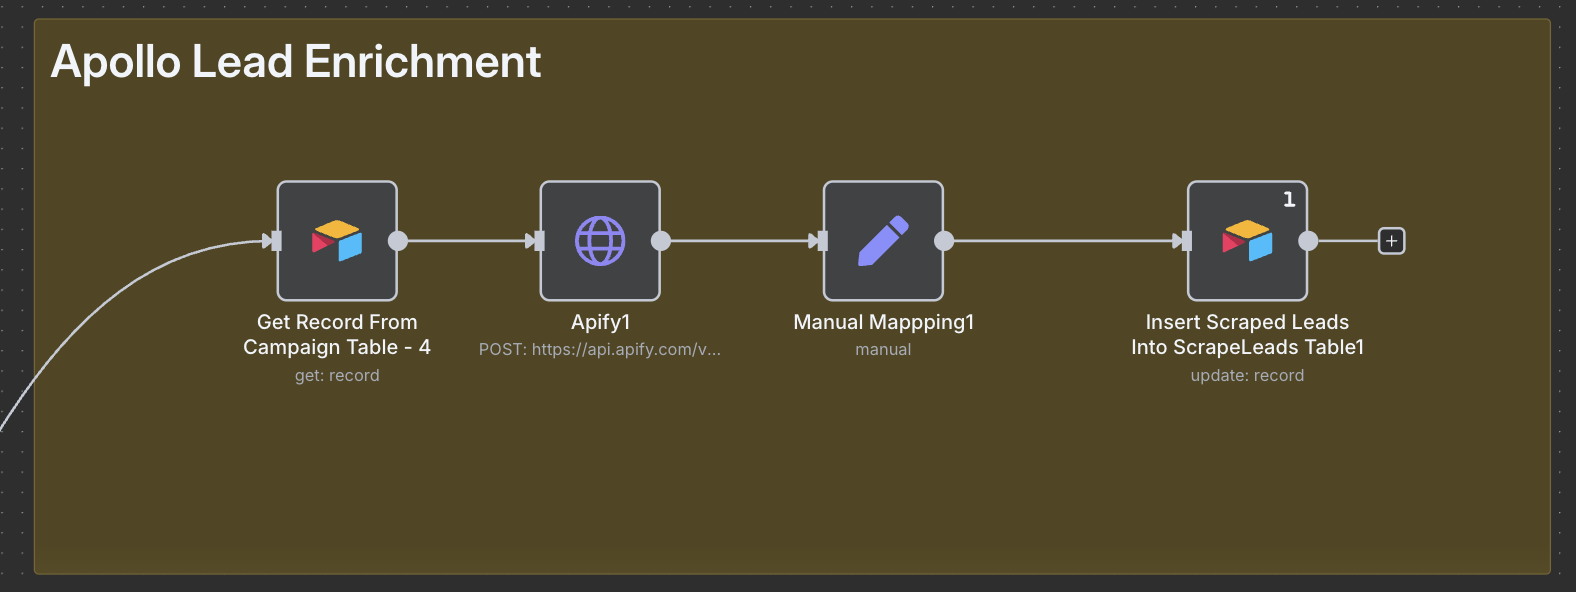 Apollo Lead Enrichment
1
Get Record From
Campaign Table - 4
get: record
Apify1
POST: https://api.apify.com/v...
Manual Mappping1
manual
Insert Scraped Leads
Into ScrapeLeads Table1
update: record